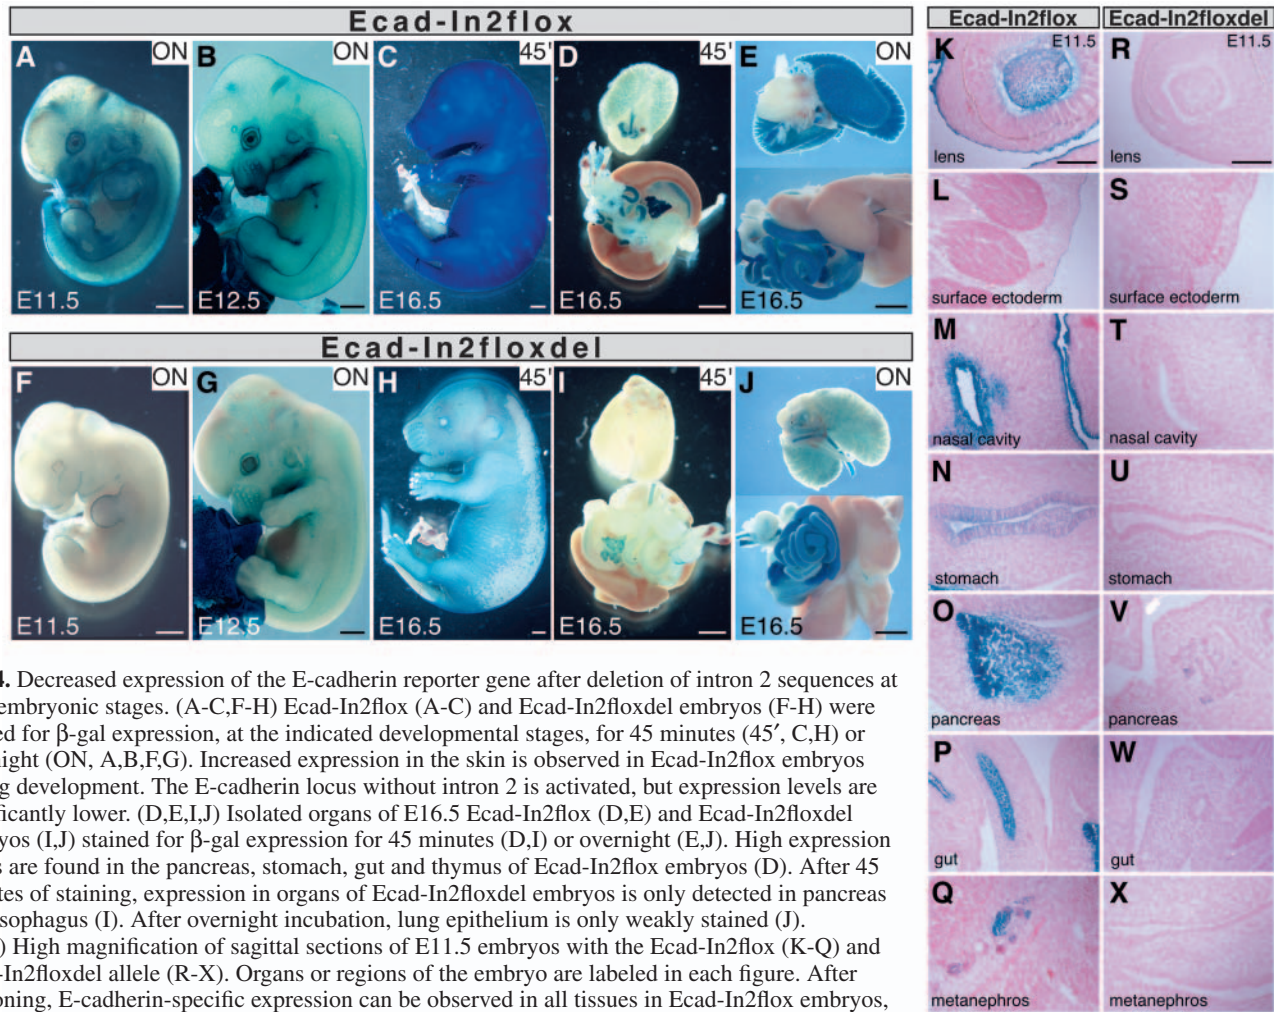 Ecad-In2flox
A ON B ON C 45' D 45' E ON
E11.5 E12.5 E16.5 E16.5 E16.5
Ecad-In2floxdel
F ON G ON H 45' I 45' J ON
E11.5 E12.5 E16.5 E16.5 E16.5
4. Decreased expression of the E-cadherin reporter gene after deletion of intron 2 sequences at
embryonic stages. (A-C,F-H) Ecad-In2flox (A-C) and Ecad-In2floxdel embryos (F-H) were
ed for β-gal expression, at the indicated developmental stages, for 45 minutes (45′, C,H) or
ight (ON, A,B,F,G). Increased expression in the skin is observed in Ecad-In2flox embryos
g development. The E-cadherin locus without intron 2 is activated, but expression levels are
ficantly lower. (D,E,I,J) Isolated organs of E16.5 Ecad-In2flox (D,E) and Ecad-In2floxdel
yos (I,J) stained for β-gal expression for 45 minutes (D,I) or overnight (E,J). High expression
s are found in the pancreas, stomach, gut and thymus of Ecad-In2flox embryos (D). After 45
tes of staining, expression in organs of Ecad-In2floxdel embryos is only detected in pancreas
sophagus (I). After overnight incubation, lung epithelium is only weakly stained (J).
) High magnification of sagittal sections of E11.5 embryos with the Ecad-In2flox (K-Q) and
-In2floxdel allele (R-X). Organs or regions of the embryo are labeled in each figure. After
oning, E-cadherin-specific expression can be observed in all tissues in Ecad-In2flox embryos,
Ecad-In2flox Ecad-In2floxdel
K E11.5 R E11.5
lens lens
L S
surface ectoderm surface ectoderm
M T
nasal cavity nasal cavity
N U
stomach stomach
O V
pancreas pancreas
P W
gut gut
Q X
metanephros metanephros